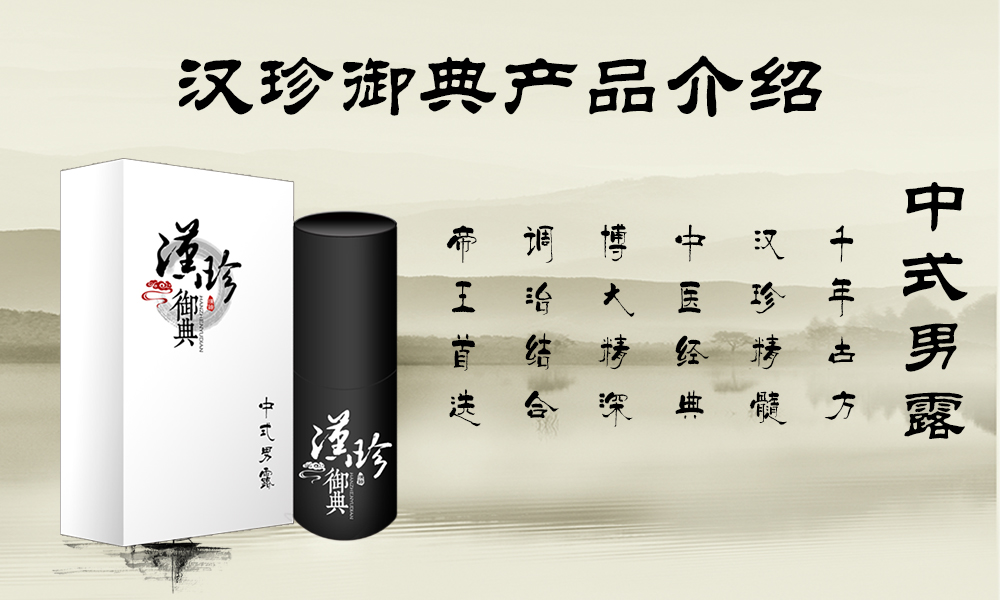 汉珍御典产品介绍
中式男露
千年古方
汉珍精髓
中医经典
博大精深
调治结合
帝王首选
漢珍
御典
HANZHENYUDIAN
中式男露
漢珍
御典
HANZHENYUDIAN